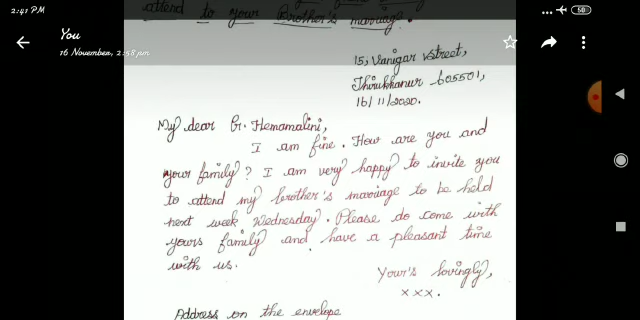 2:41 PM
50
attend to your Brother's marriage.
You
16 November, 2:58 pm
15, Vanigar Street,
Thirukkanur 605501,
16/11/2020.
My dear G. Hemamalini,
I am fine. How are you and
your family? I am very happy to invite you
to attend my brother's marriage to be held
next week Wednesday. Please do come with
yours family and have a pleasant time
with us.
Your's lovingly,
xxx.
Address on the envelope